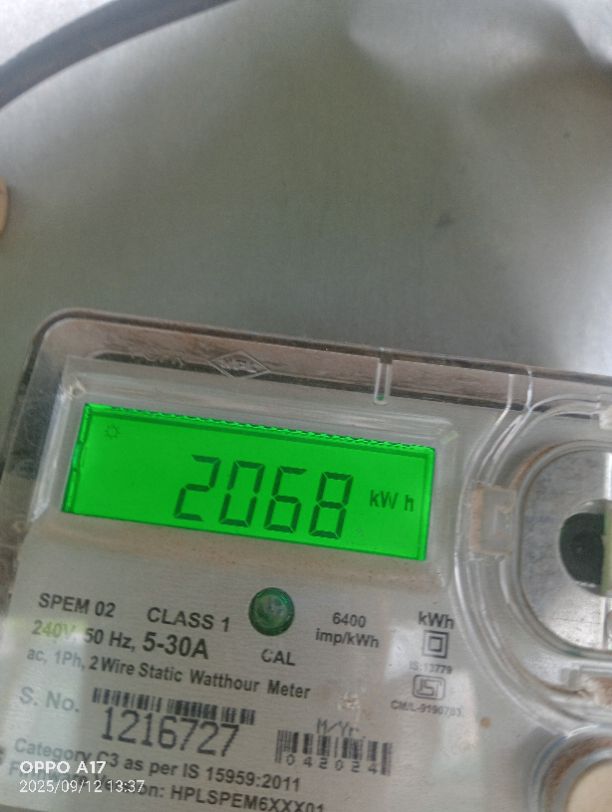 2068 kW h
SPEM 02 CLASS 1 6400 imp/kWh kWh
240V, 50 Hz, 5-30A CAL
ac, 1Ph, 2 Wire Static Watthour Meter
IS:13779
S. No. 1216727
M/Yr.
042024
Category C3 as per IS 15959:2011
HPLSPEM6XXX01
OPPO A17
2025/09/12 13:37